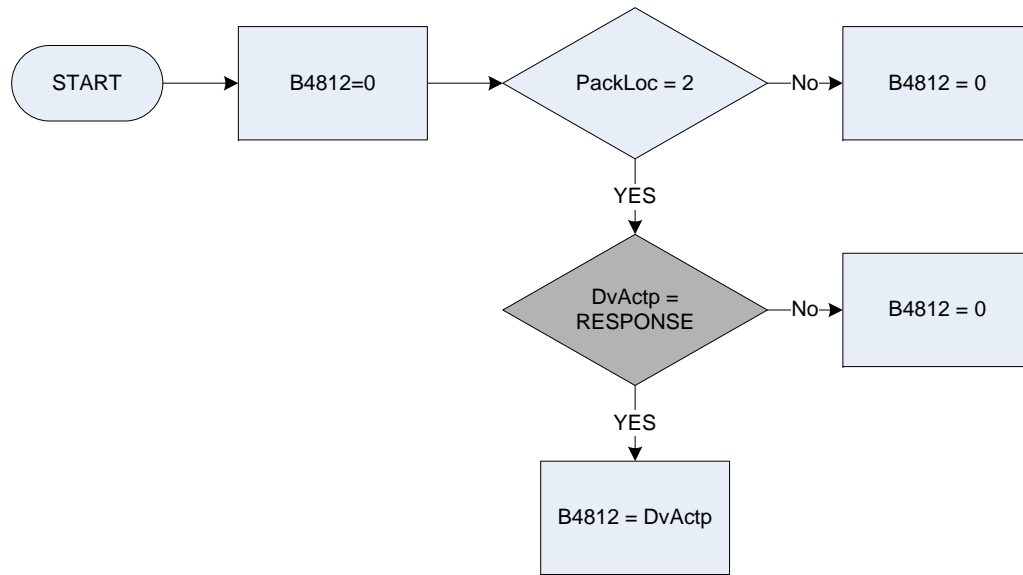 START
B4812=0
PackLoc = 2
No
B4812 = 0
YES
DvActp =
RESPONSE
No
B4812 = 0
YES
B4812 = DvActp